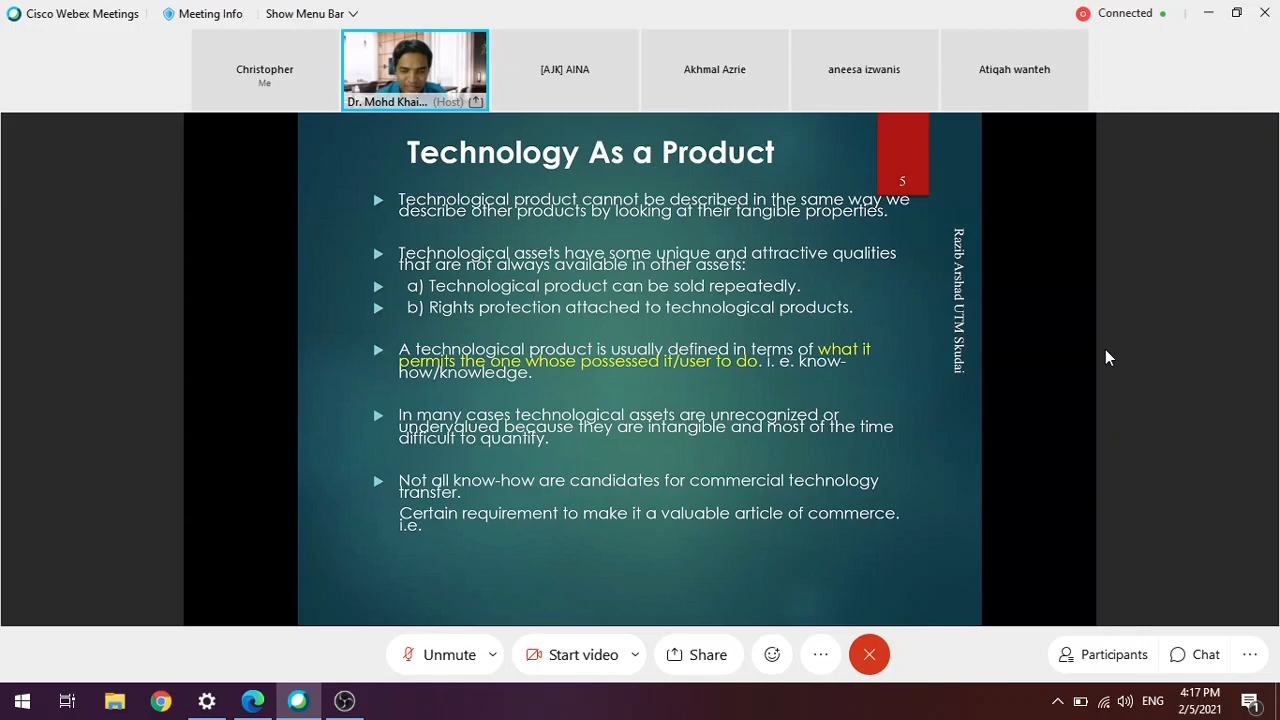 Cisco Webex Meetings
Meeting Info
Show Menu Bar
Connected
Christopher
Me
Dr. Mohd Khai... (Host)
[AJK] AINA
Akhmal Azrie
aneesa izwanis
Atiqah wanteh
Technology As a Product
5
Technological product cannot be described in the same way we
describe other products by looking at their tangible properties.
Technological assets have some unique and attractive qualities
that are not always available in other assets:
a) Technological product can be sold repeatedly.
b) Rights protection attached to technological products.
A technological product is usually defined in terms of what it
permits the one whose possessed it/user to do. i. e. know-
how/knowledge.
In many cases technological assets are unrecognized or
undervalued because they are intangible and most of the time
difficult to quantify.
Not all know-how are candidates for commercial technology
transfer.
Certain requirement to make it a valuable article of commerce.
i.e.
Razib Arshad UTM Skudai
Unmute
Start video
Share
Participants
Chat
ENG
4:17 PM
2/5/2021
1